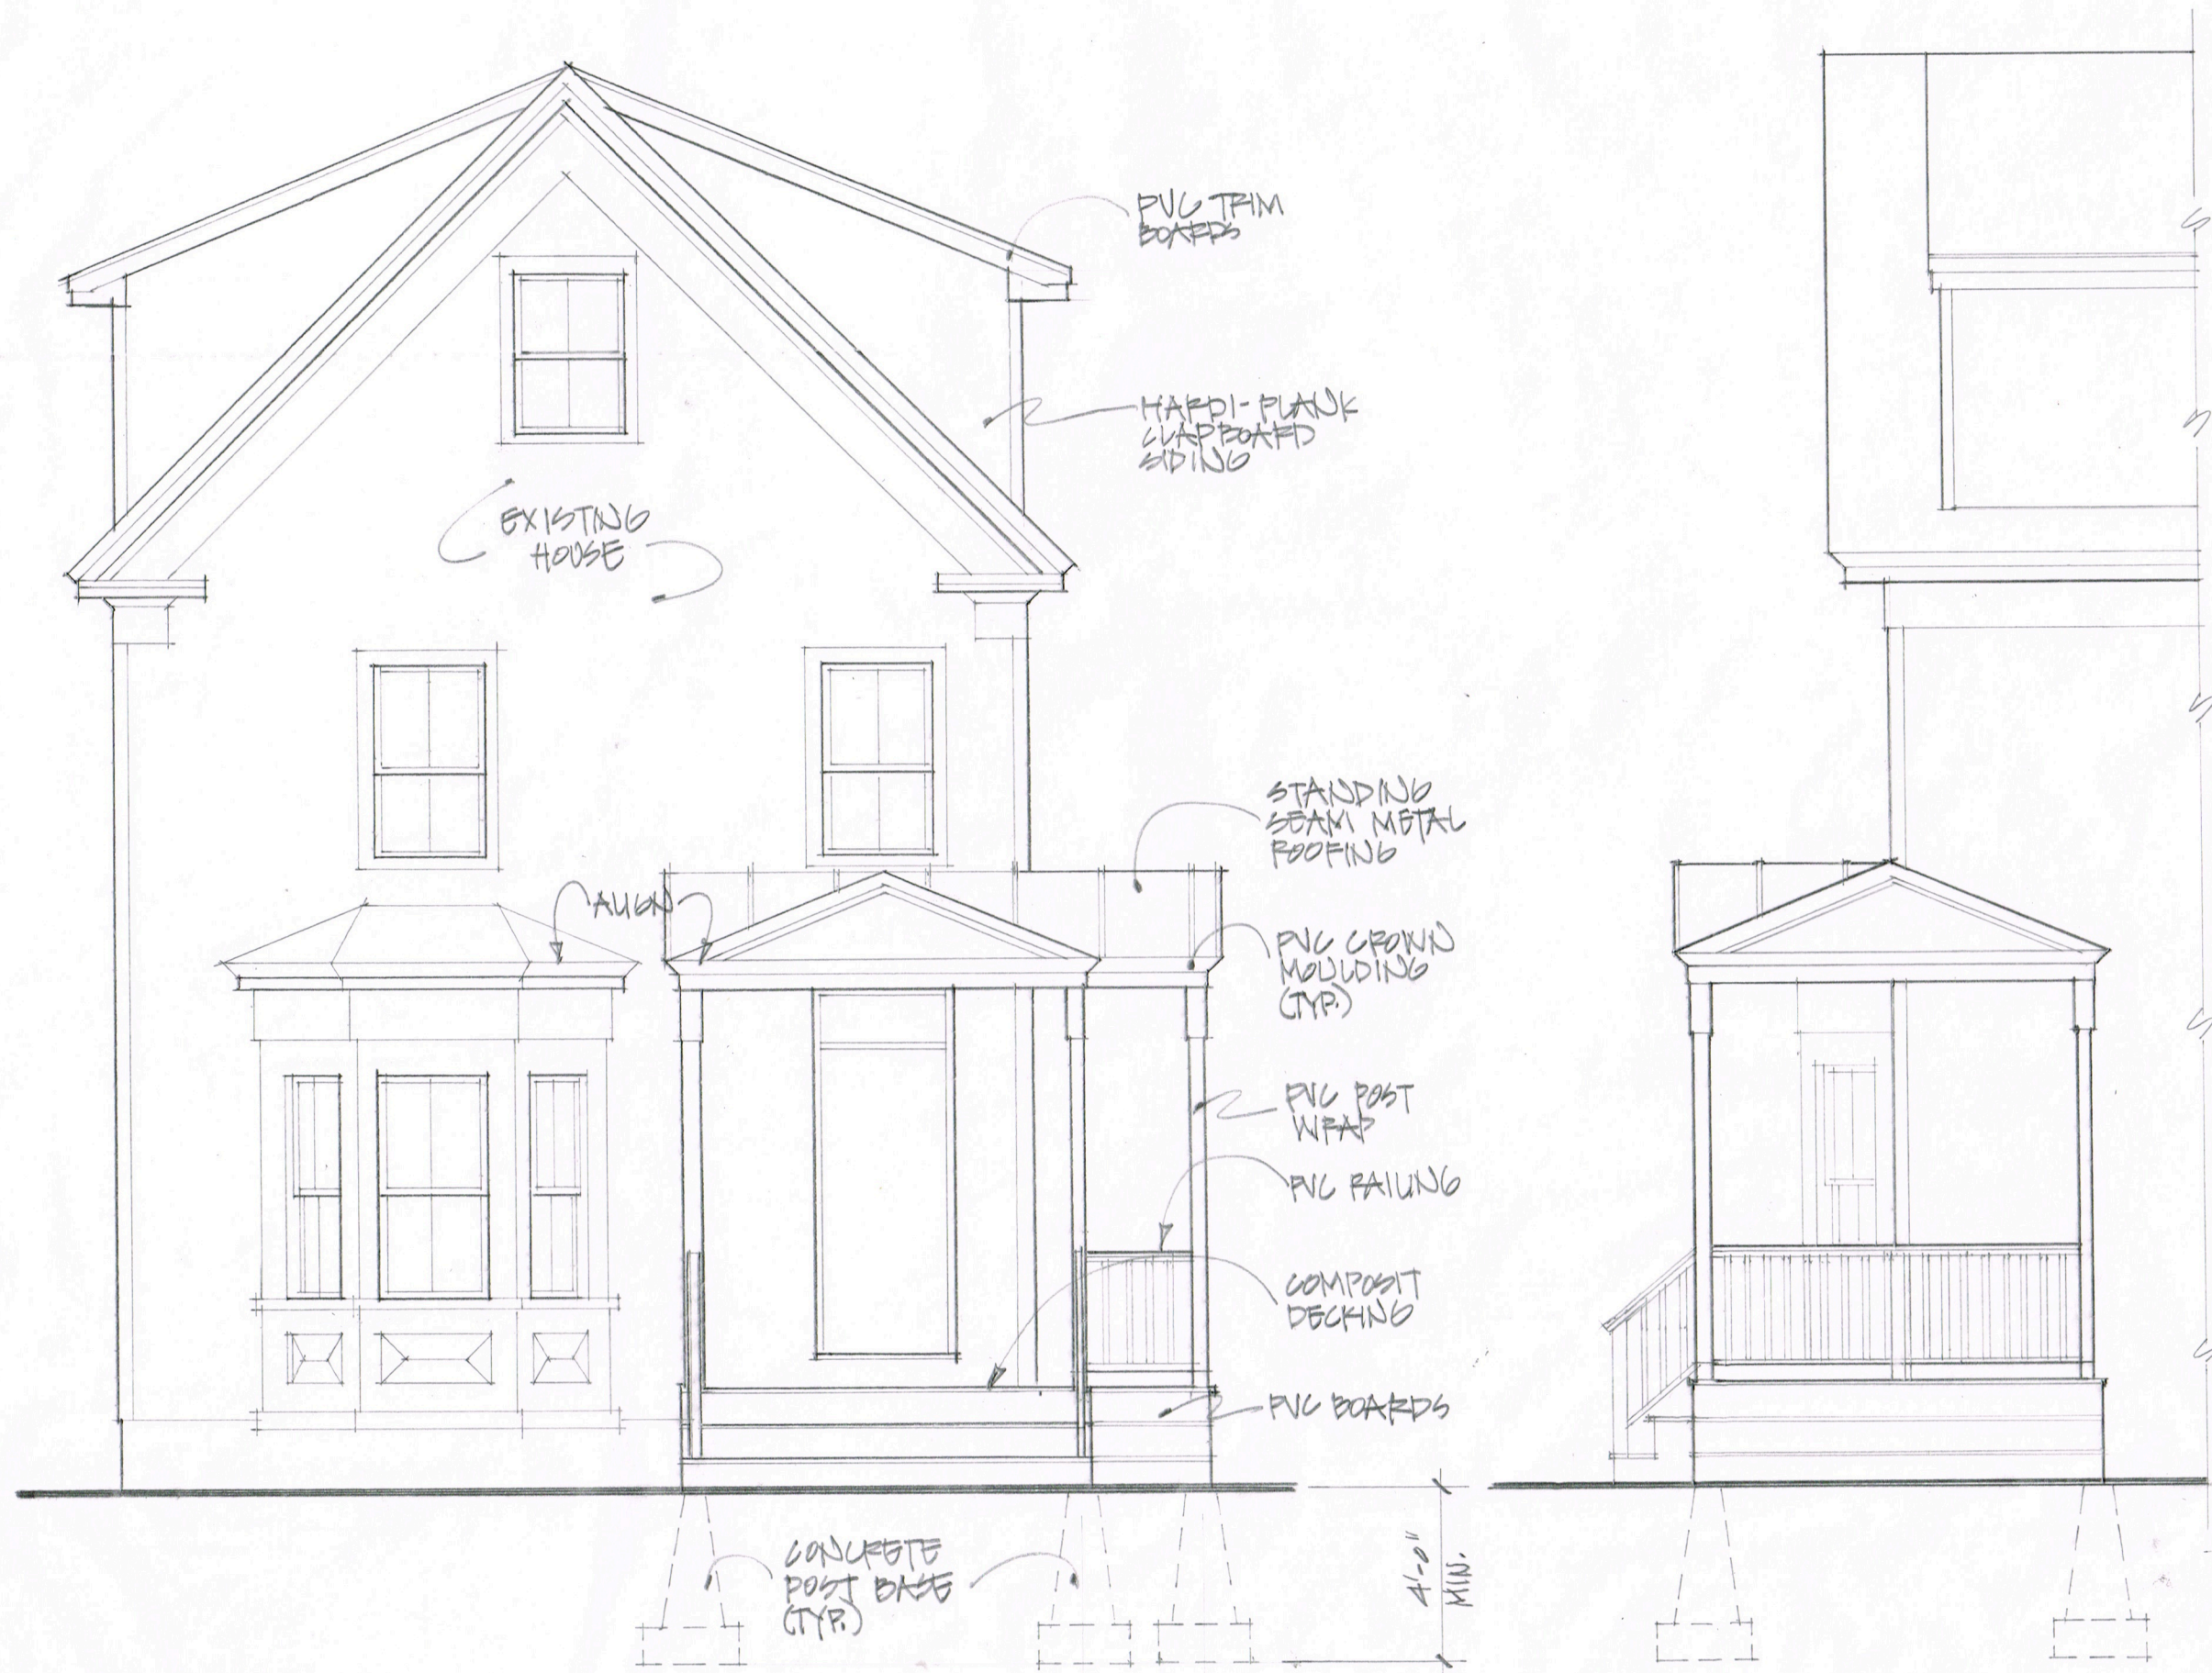 PVC TRIM
BOARDS
HARDI-PLANK
CLAPBOARD
SIDING
EXISTING
HOUSE
STANDING
SEAM METAL
ROOFING
ALIGN
PVC CROWN
MOULDING
(TYP.)
PVC POST
WRAP
PVC RAILING
COMPOSIT
DECKING
PVC BOARDS
CONCRETE
POST BASE
(TYP.)
4'-0"
MIN.